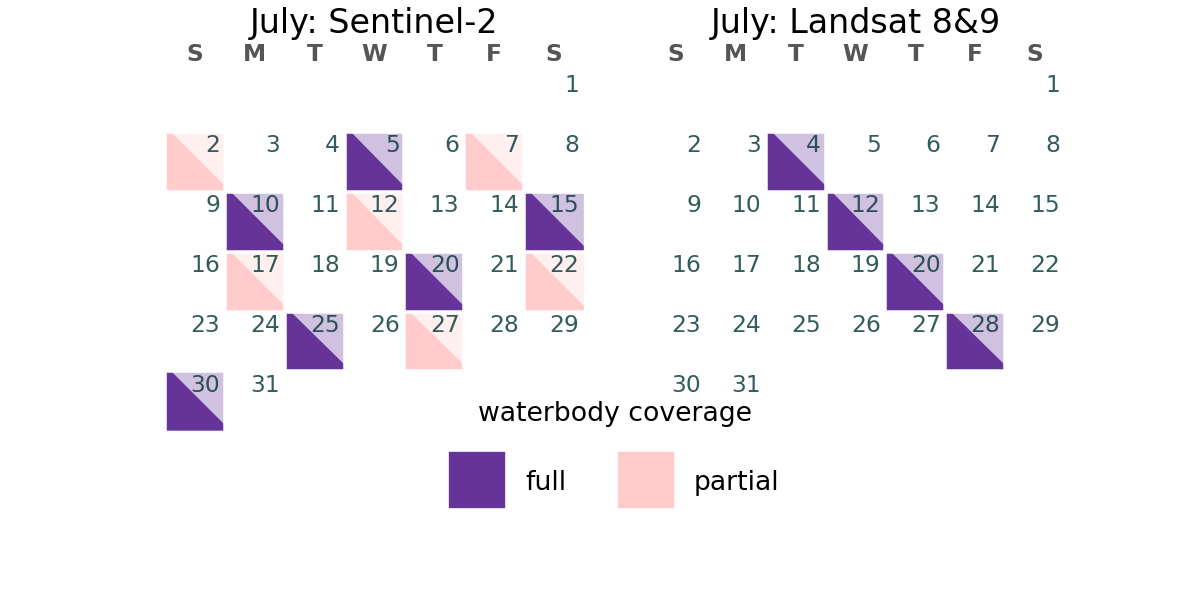 July: Sentinel-2
S M T W T F S
1
2 3 4 5 6 7 8
9 10 11 12 13 14 15
16 17 18 19 20 21 22
23 24 25 26 27 28 29
30 31
July: Landsat 8&9
S M T W T F S
1
2 3 4 5 6 7 8
9 10 11 12 13 14 15
16 17 18 19 20 21 22
23 24 25 26 27 28 29
30 31
waterbody coverage
full partial